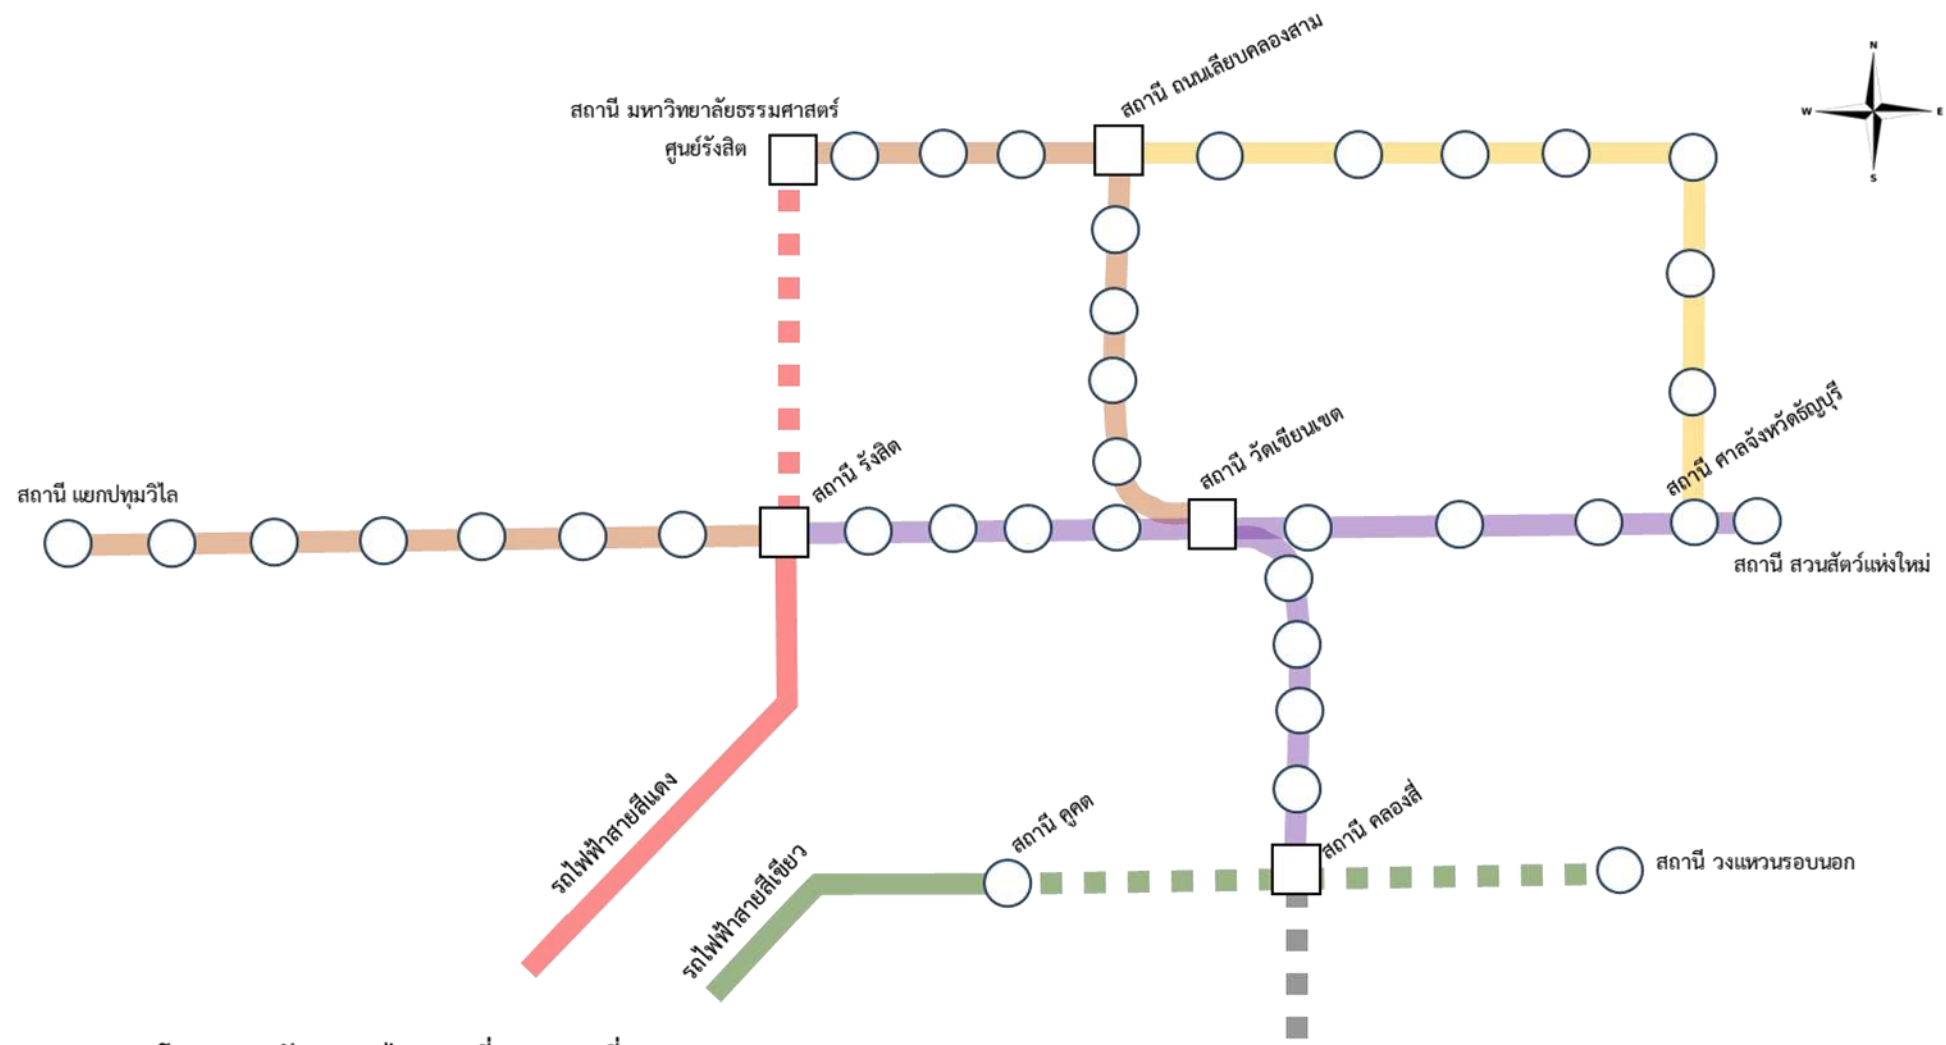 สถานี ถนนเลียบคลองสาม
N
W
E
S
สถานี มหาวิทยาลัยธรรมศาสตร์
ศูนย์รังสิต
สถานี แยกปทุมวิไล
สถานี รังสิต
สถานี วัดเขียนเขต
สถานี ศาลจังหวัดธัญบุรี
สถานี สวนสัตว์แห่งใหม่
รถไฟฟ้าสายสีแดง
รถไฟฟ้าสายสีเขียว
สถานี คูคต
สถานี คลองสี่
สถานี วงแหวนรอบนอก